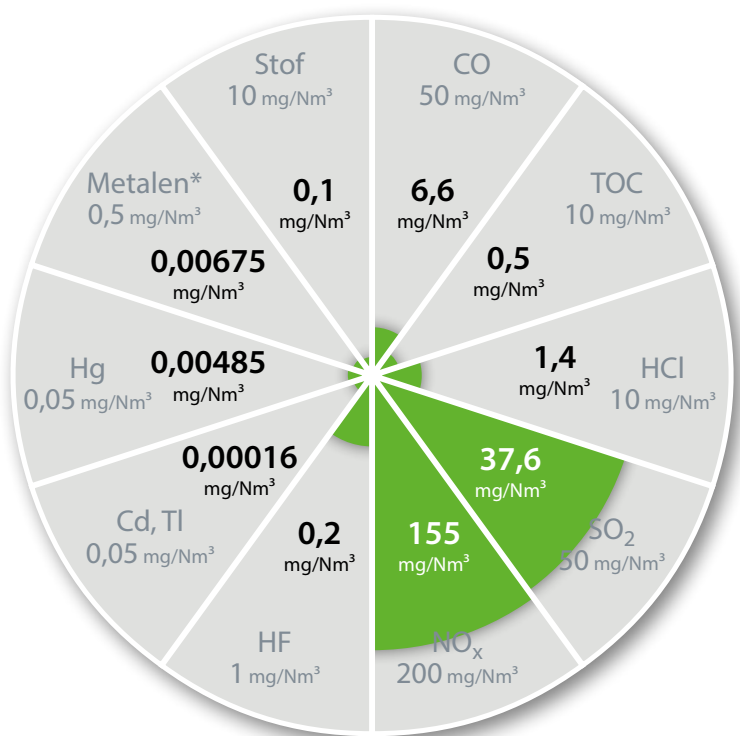 Stof
10 mg/Nm³
0,1
mg/Nm³
CO
50 mg/Nm³
6,6
mg/Nm³
TOC
10 mg/Nm³
0,5
mg/Nm³
HCl
10 mg/Nm³
1,4
mg/Nm³
SO₂
50 mg/Nm³
37,6
mg/Nm³
NOₓ
200 mg/Nm³
155
mg/Nm³
HF
1 mg/Nm³
0,2
mg/Nm³
Cd, Tl
0,05 mg/Nm³
0,00016
mg/Nm³
Hg
0,05 mg/Nm³
0,00485
mg/Nm³
Metalen*
0,5 mg/Nm³
0,00675
mg/Nm³